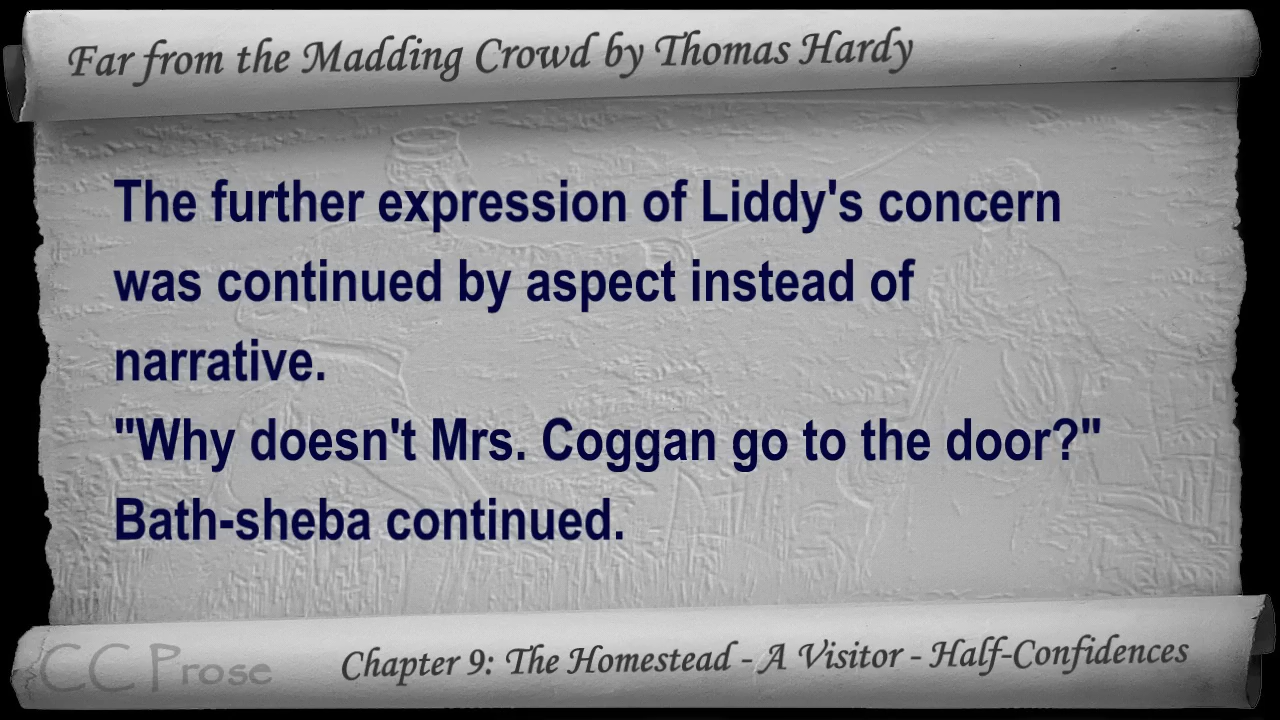 Far from the Madding Crowd by Thomas Hardy
The further expression of Liddy's concern
was continued by aspect instead of
narrative.
"Why doesn't Mrs. Coggan go to the door?"
Bath-sheba continued.
CC Prose
Chapter 9: The Homestead - A Visitor - Half-Confidences